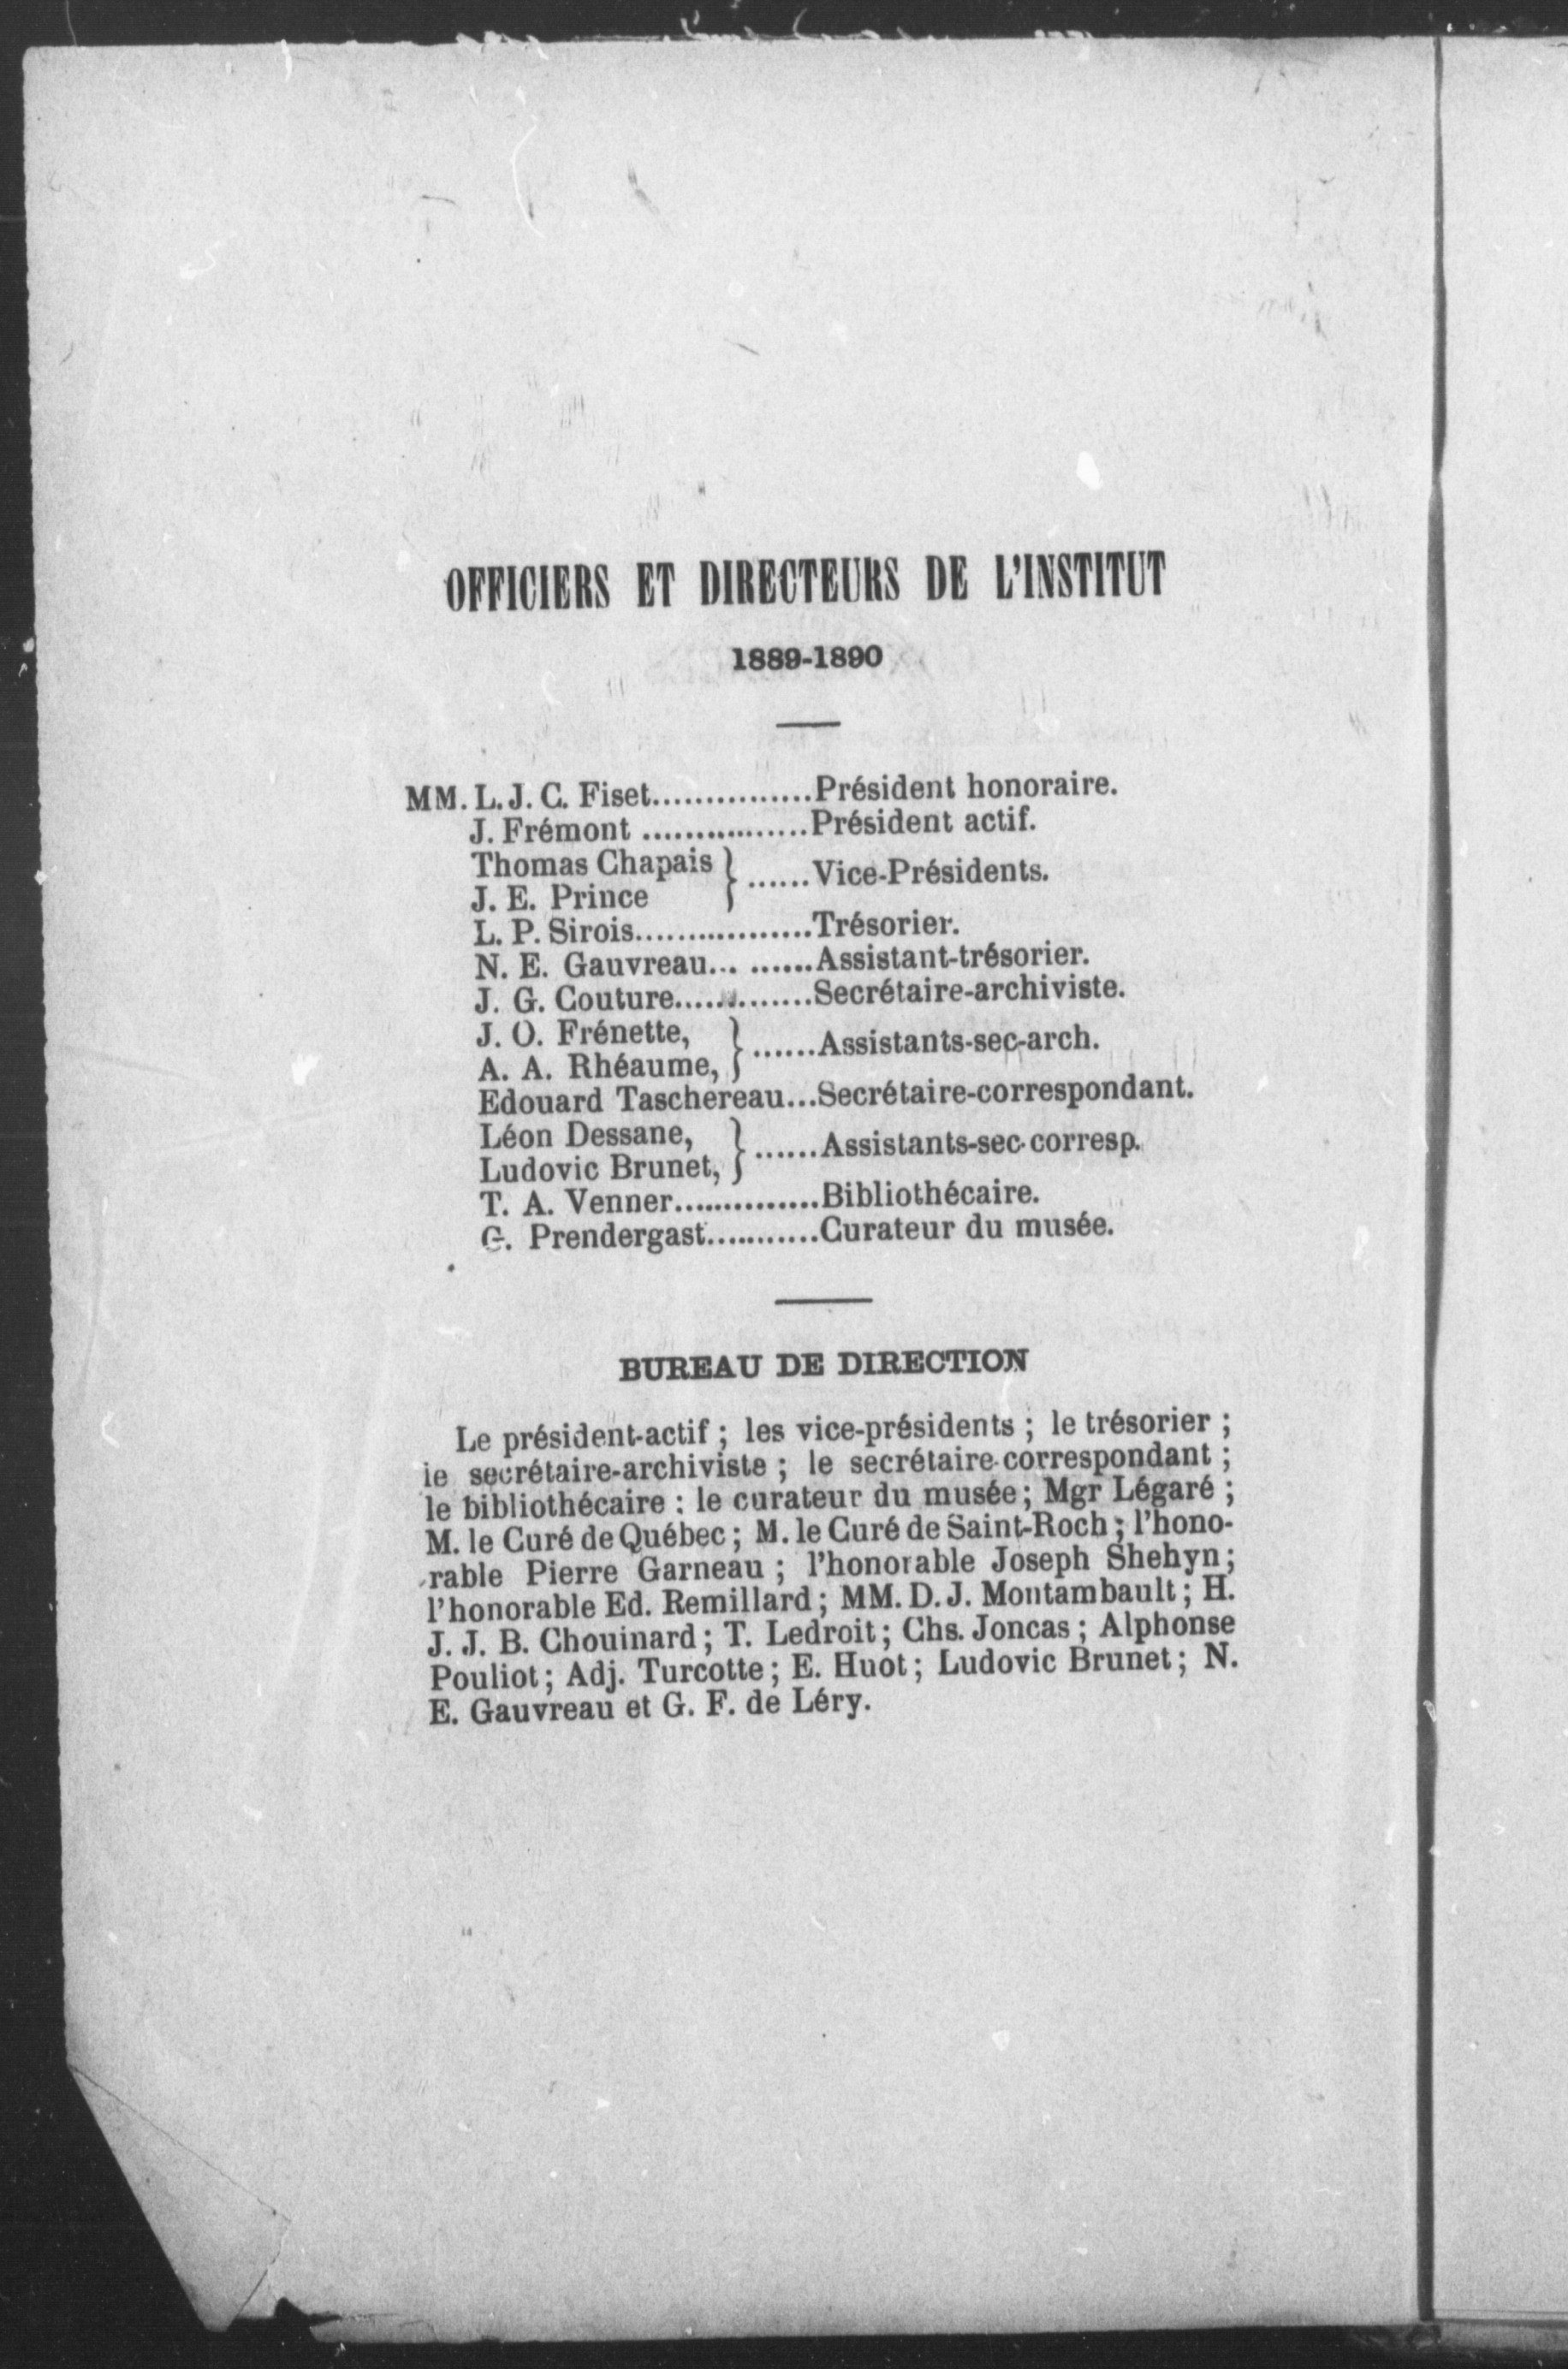 OFFICIERS ET DIRECTEURS DE L'INSTITUT
1889-1890
MM. L. J. C. Fiset................Président honoraire.
J. Frémont ................Président actif.
Thomas Chapais } ......Vice-Présidents.
J. E. Prince
L. P. Sirois.................Trésorier.
N. E. Gauvreau... ......Assistant-trésorier.
J. G. Couture.............Secrétaire-archiviste.
J. O. Frénette, } ......Assistants-sec-arch.
A. A. Rhéaume,
Edouard Taschereau...Secrétaire-correspondant.
Léon Dessane, } ......Assistants-sec-corresp.
Ludovic Brunet,
T. A. Venner..............Bibliothécaire.
G. Prendergast...........Curateur du musée.
BUREAU DE DIRECTION
Le président-actif ; les vice-présidents ; le trésorier ;
le secrétaire-archiviste ; le secrétaire-correspondant ;
le bibliothécaire : le curateur du musée ; Mgr Légaré ;
M. le Curé de Québec ; M. le Curé de Saint-Roch ; l'hono-
rable Pierre Garneau ; l'honorable Joseph Shehyn ;
l'honorable Ed. Remillard ; MM. D. J. Montambault ; H.
J. J. B. Chouinard ; T. Ledroit ; Chs. Joncas ; Alphonse
Pouliot ; Adj. Turcotte ; E. Huot ; Ludovic Brunet ; N.
E. Gauvreau et G. F. de Léry.